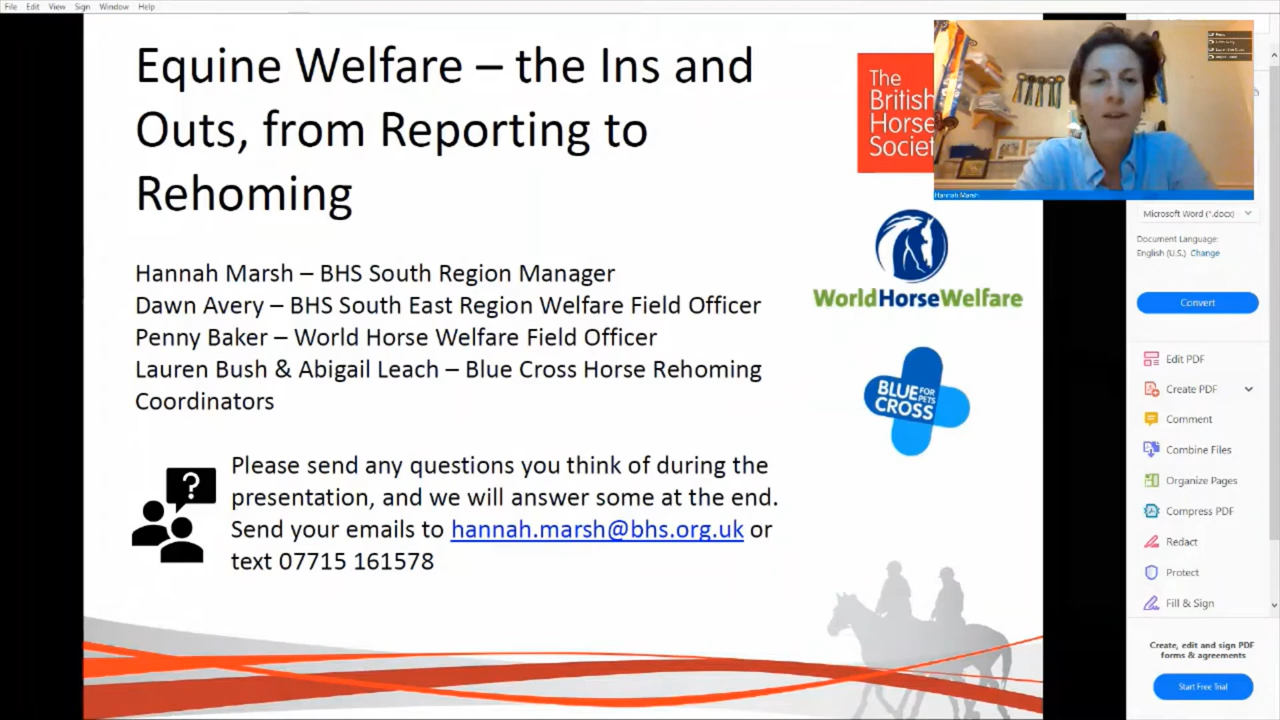 File Edit View Sign Window Help
Equine Welfare – the Ins and
Outs, from Reporting to
Rehoming
Hannah Marsh – BHS South Region Manager
Dawn Avery – BHS South East Region Welfare Field Officer
Penny Baker – World Horse Welfare Field Officer
Lauren Bush & Abigail Leach – Blue Cross Horse Rehoming
Coordinators
?
Please send any questions you think of during the
presentation, and we will answer some at the end.
Send your emails to hannah.marsh@bhs.org.uk or
text 07715 161578
The
British
Horse
Societ
Hannah Marsh
WorldHorseWelfare
BLUE FOR
PETS
CROSS
Microsoft Word (*.docx)
Document Language:
English (U.S.) Change
Convert
Edit PDF
Create PDF
Comment
Combine Files
Organize Pages
Compress PDF
Redact
Protect
Fill & Sign
Create, edit and sign PDF
forms & agreements
Start Free Trial